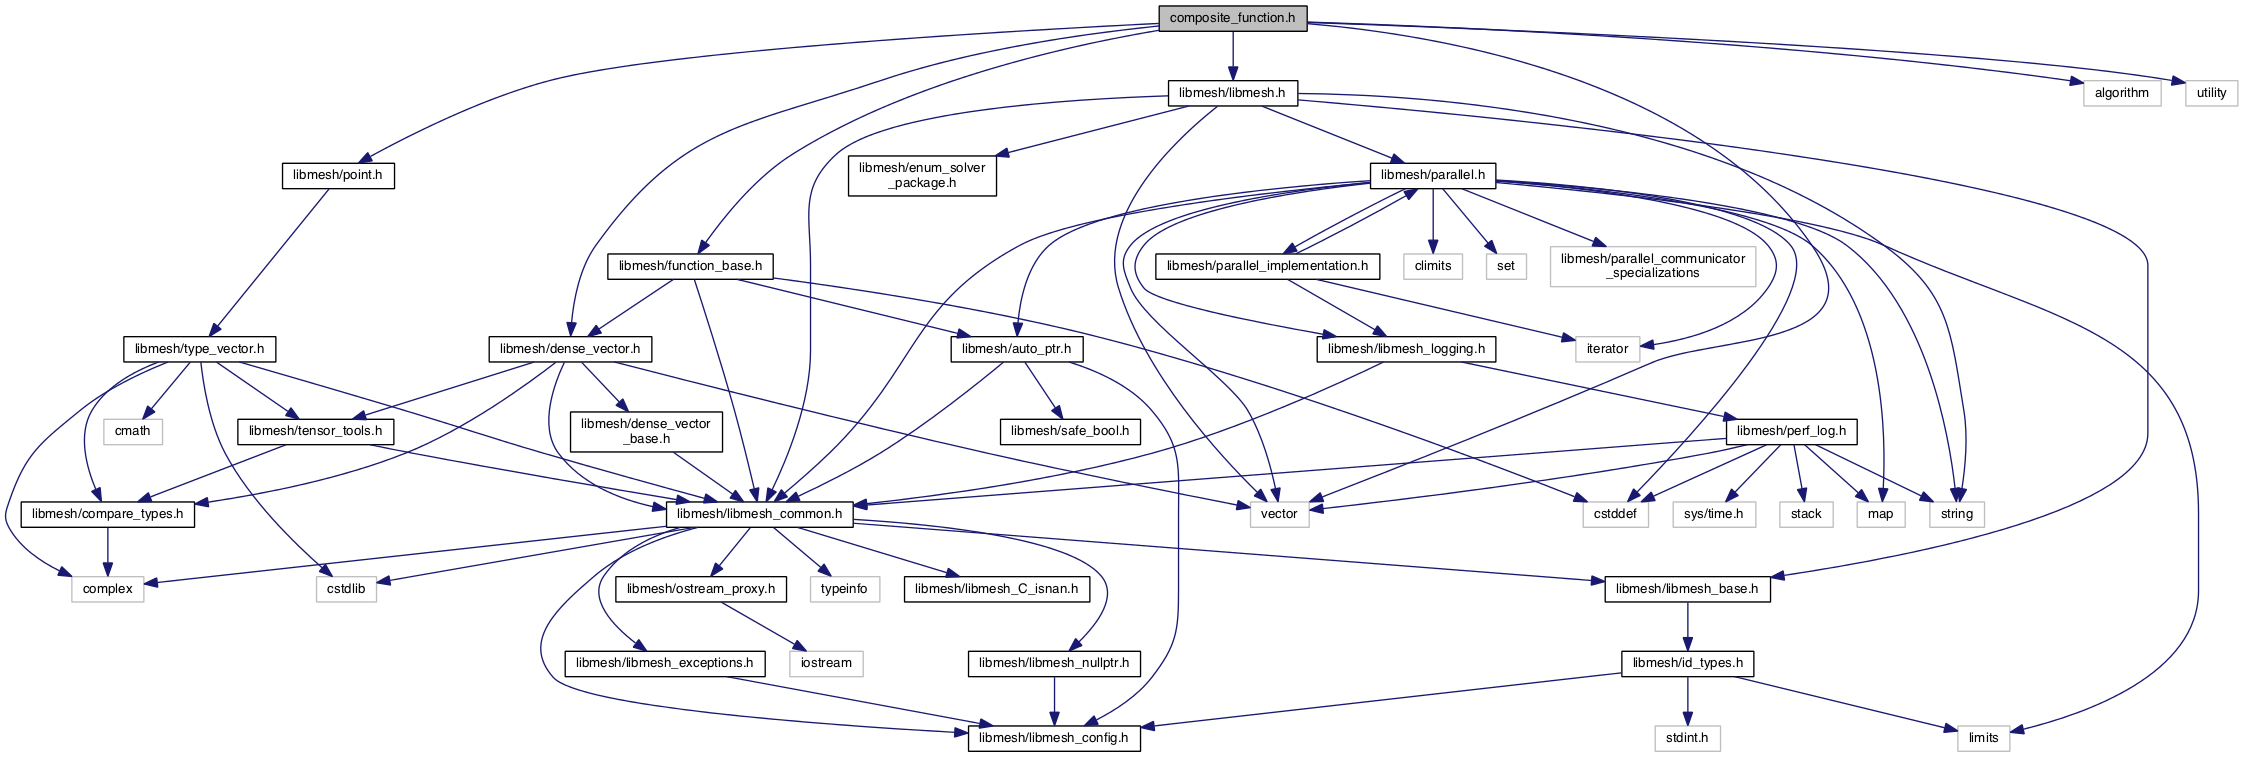 composite_function.h
libmesh/libmesh.h
algorithm
utility
libmesh/point.h
libmesh/enum_solver
_package.h
libmesh/parallel.h
libmesh/function_base.h
libmesh/parallel_implementation.h
climits
set
libmesh/parallel_communicator
_specializations
libmesh/type_vector.h
libmesh/dense_vector.h
libmesh/auto_ptr.h
libmesh/libmesh_logging.h
iterator
cmath
libmesh/tensor_tools.h
libmesh/dense_vector
_base.h
libmesh/safe_bool.h
libmesh/perf_log.h
libmesh/compare_types.h
libmesh/libmesh_common.h
vector
cstddef
sys/time.h
stack
map
string
complex
cstdlib
libmesh/ostream_proxy.h
typeinfo
libmesh/libmesh_C_isnan.h
libmesh/libmesh_base.h
libmesh/libmesh_exceptions.h
iostream
libmesh/libmesh_nullptr.h
libmesh/id_types.h
libmesh/libmesh_config.h
stdint.h
limits